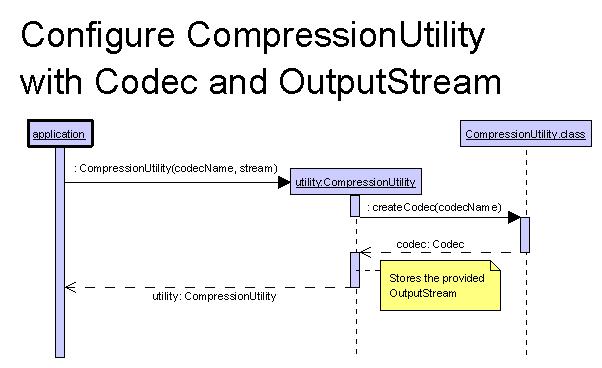 Configure CompressionUtility
with Codec and OutputStream
application
CompressionUtility.class
: CompressionUtility(codecName, stream)
utility:CompressionUtility
: createCodec(codecName)
codec: Codec
Stores the provided
OutputStream
utility: CompressionUtility